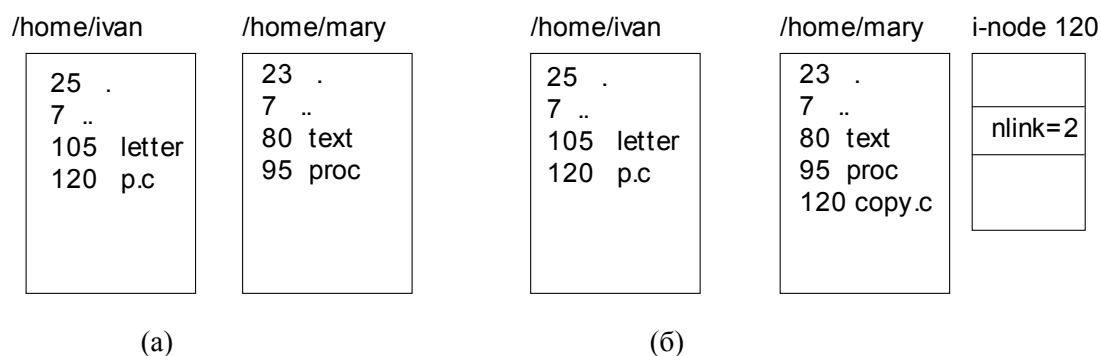 /home/ivan
25 .
7 ..
105 letter
120 p.c
/home/mary
23 .
7 ..
80 text
95 proc
(а)
/home/ivan
25 .
7 ..
105 letter
120 p.c
/home/mary
23 .
7 ..
80 text
95 proc
120 copy.c
i-node 120
nlink=2
(б)